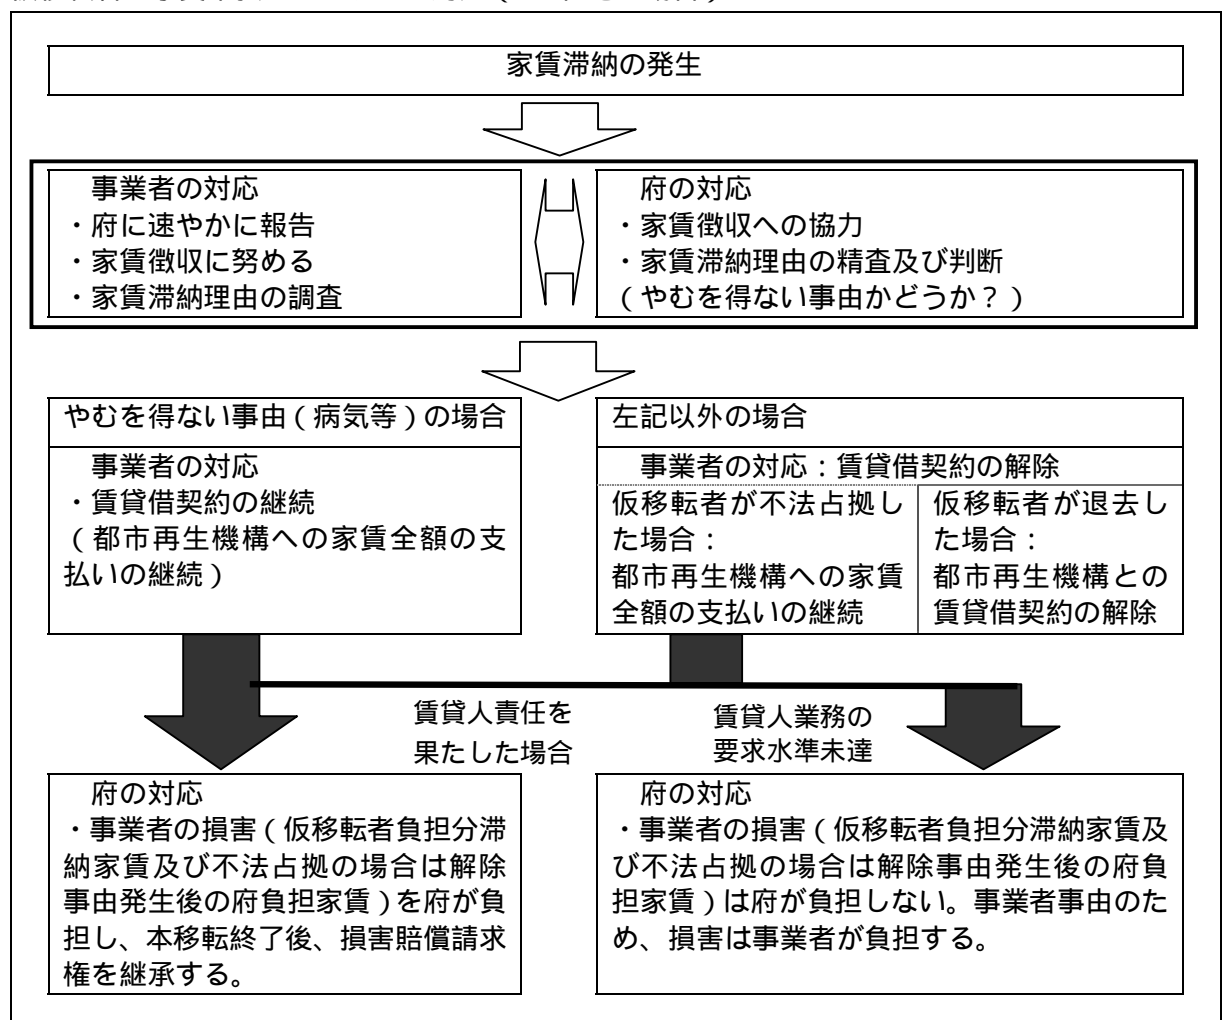 家賃滞納の発生
事業者の対応
・府に速やかに報告
・家賃徴収に努める
・家賃滞納理由の調査
府の対応
・家賃徴収への協力
・家賃滞納理由の精査及び判断
（やむを得ない事由かどうか？）
やむを得ない事由（病気等）の場合
事業者の対応
・賃貸借契約の継続
（都市再生機構への家賃全額の支
払いの継続）
左記以外の場合
事業者の対応：賃貸借契約の解除
仮移転者が不法占拠し
た場合：
都市再生機構への家賃
全額の支払いの継続
仮移転者が退去し
た場合：
都市再生機構との
賃貸借契約の解除
賃貸人責任を
果たした場合
賃貸人業務の
要求水準未達
府の対応
・事業者の損害（仮移転者負担分滞
納家賃及び不法占拠の場合は解除
事由発生後の府負担家賃）を府が負
担し、本移転終了後、損害賠償請求
権を継承する。
府の対応
・事業者の損害（仮移転者負担分滞納家賃及
び不法占拠の場合は解除事由発生後の府負
担家賃）は府が負担しない。事業者事由のた
め、損害は事業者が負担する。